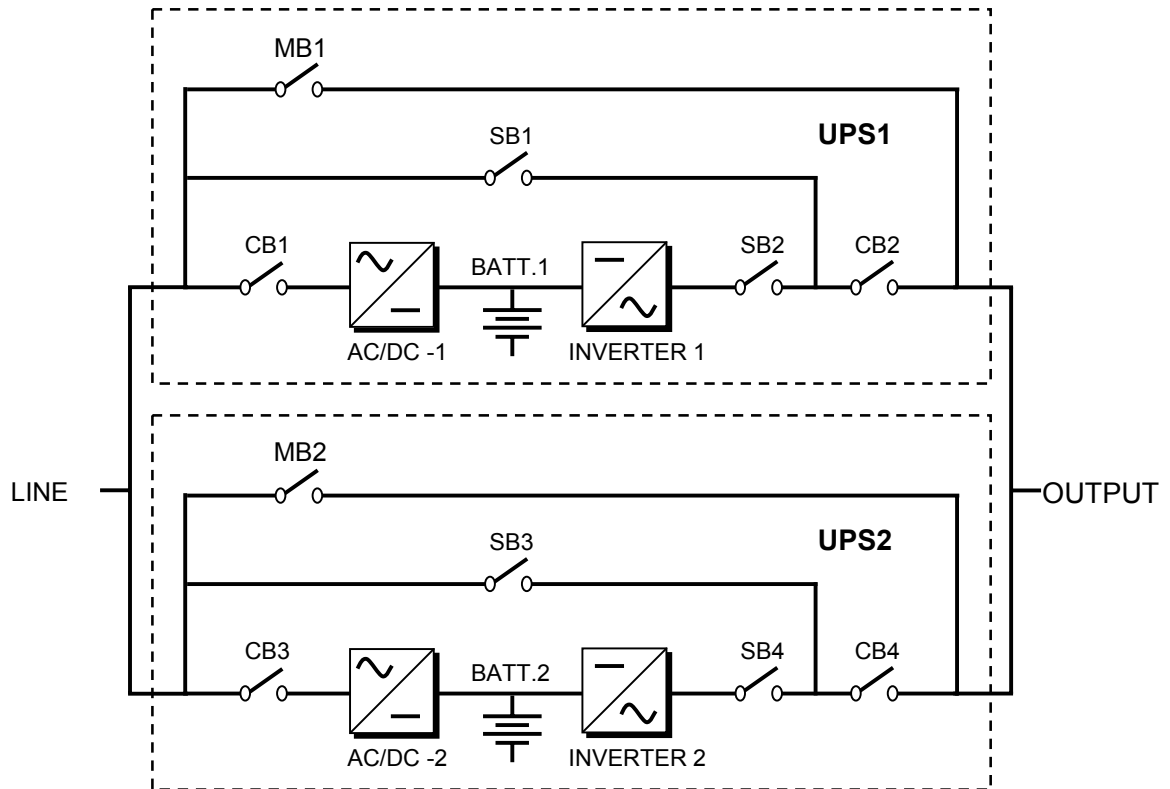 MB1
SB1
UPS1
CB1
BATT.1
SB2
CB2
AC/DC -1
INVERTER 1
MB2
LINE
OUTPUT
SB3
UPS2
CB3
BATT.2
SB4
CB4
AC/DC -2
INVERTER 2